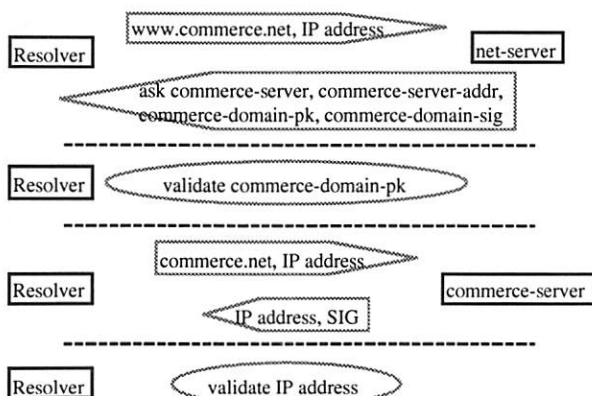 www.commerce.net, IP address
Resolver
net-server
ask commerce-server, commerce-server-addr,
commerce-domain-pk, commerce-domain-sig
Resolver
validate commerce-domain-pk
commerce.net, IP address
Resolver
commerce-server
IP address, SIG
Resolver
validate IP address